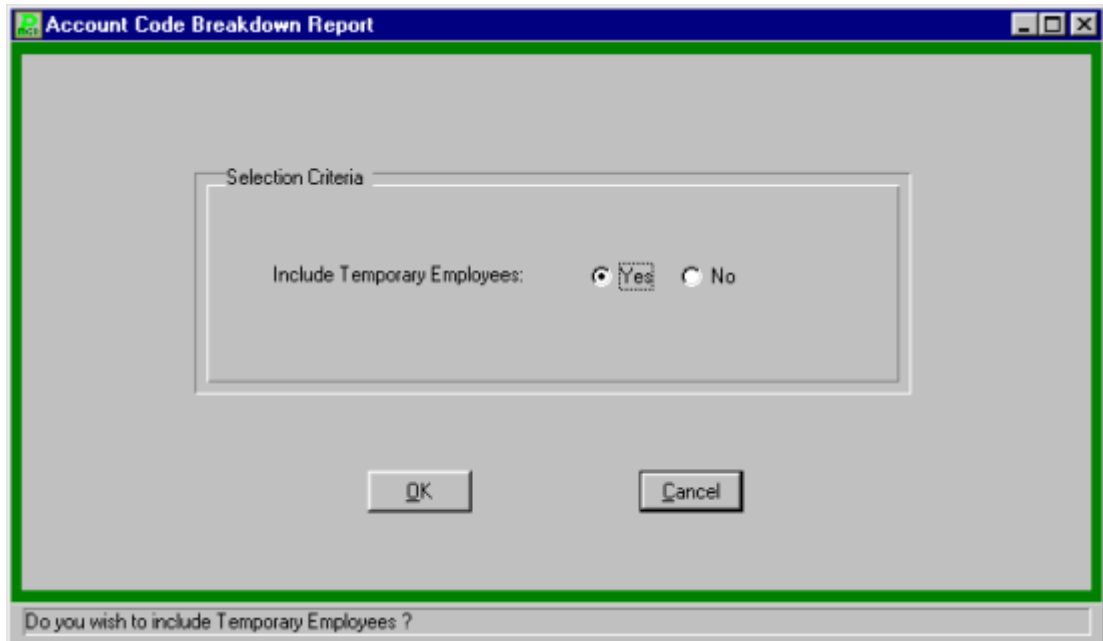 Account Code Breakdown Report
Selection Criteria
Include Temporary Employees: Yes No
OK Cancel
Do you wish to include Temporary Employees ?